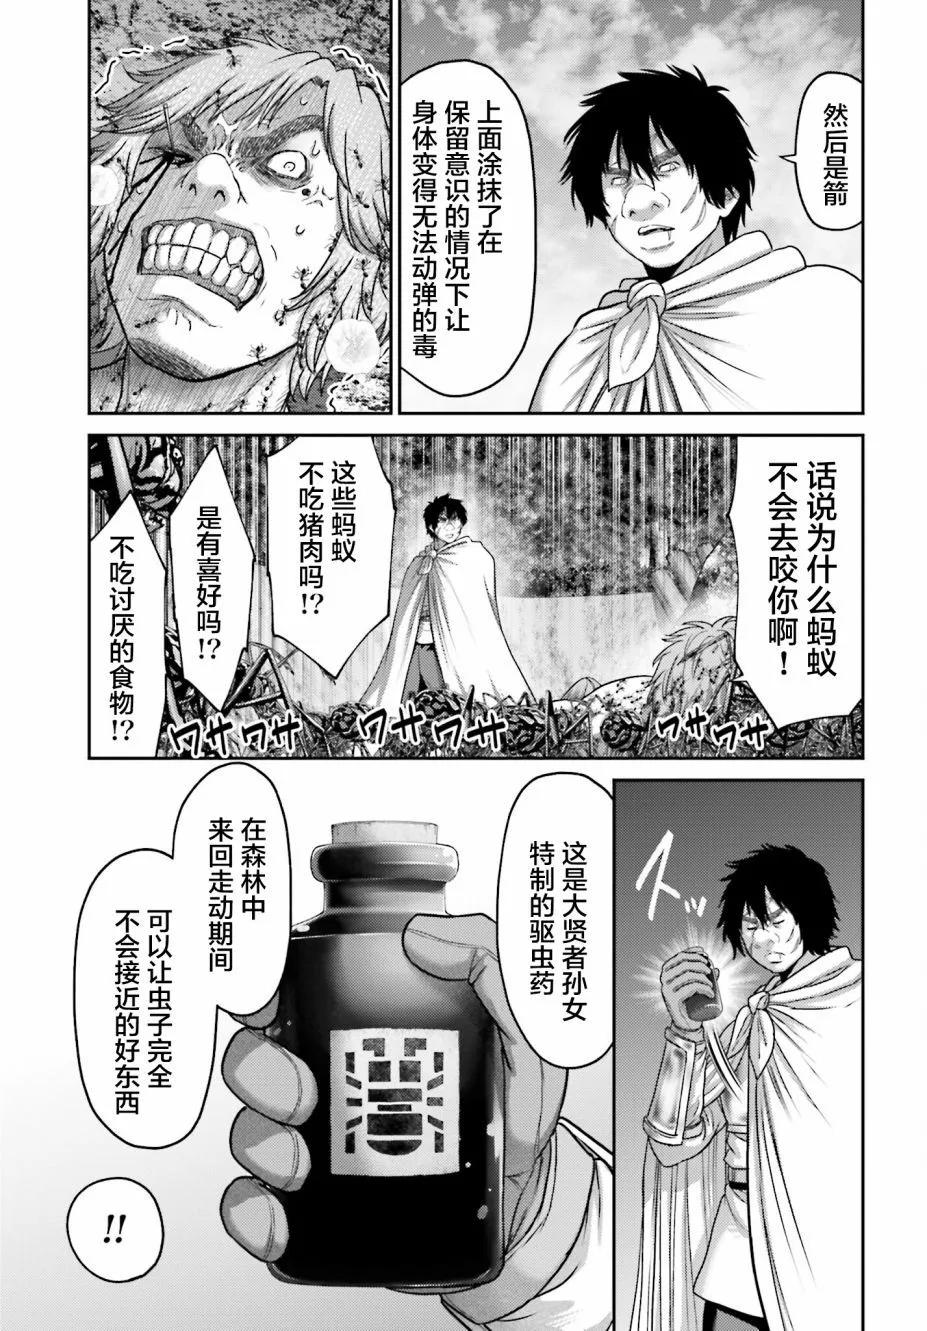 然后是箭
上面涂抹了在
保留意识的情况下让
身体变得无法动弹的毒
话说为什么蚂蚁
不会去咬你啊！
这些蚂蚁
不吃猪肉吗!?
是有喜好吗!?
不吃讨厌的食物!?
ワサワサ
ワサワサ
ワサワサ
スッ
这是大贤者孙女
特制的驱虫药
在森林中
来回走动期间
可以让虫子完全
不会接近的好东西
!!